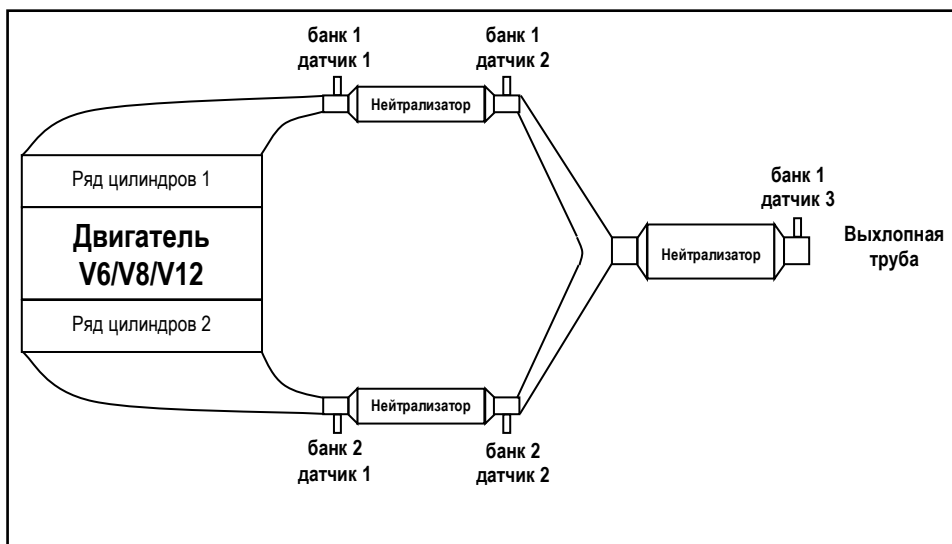 банк 1
датчик 1
банк 1
датчик 2
Нейтрализатор
Ряд цилиндров 1
Двигатель
V6/V8/V12
Ряд цилиндров 2
банк 1
датчик 3
Нейтрализатор
Выхлопная
труба
Нейтрализатор
банк 2
датчик 1
банк 2
датчик 2